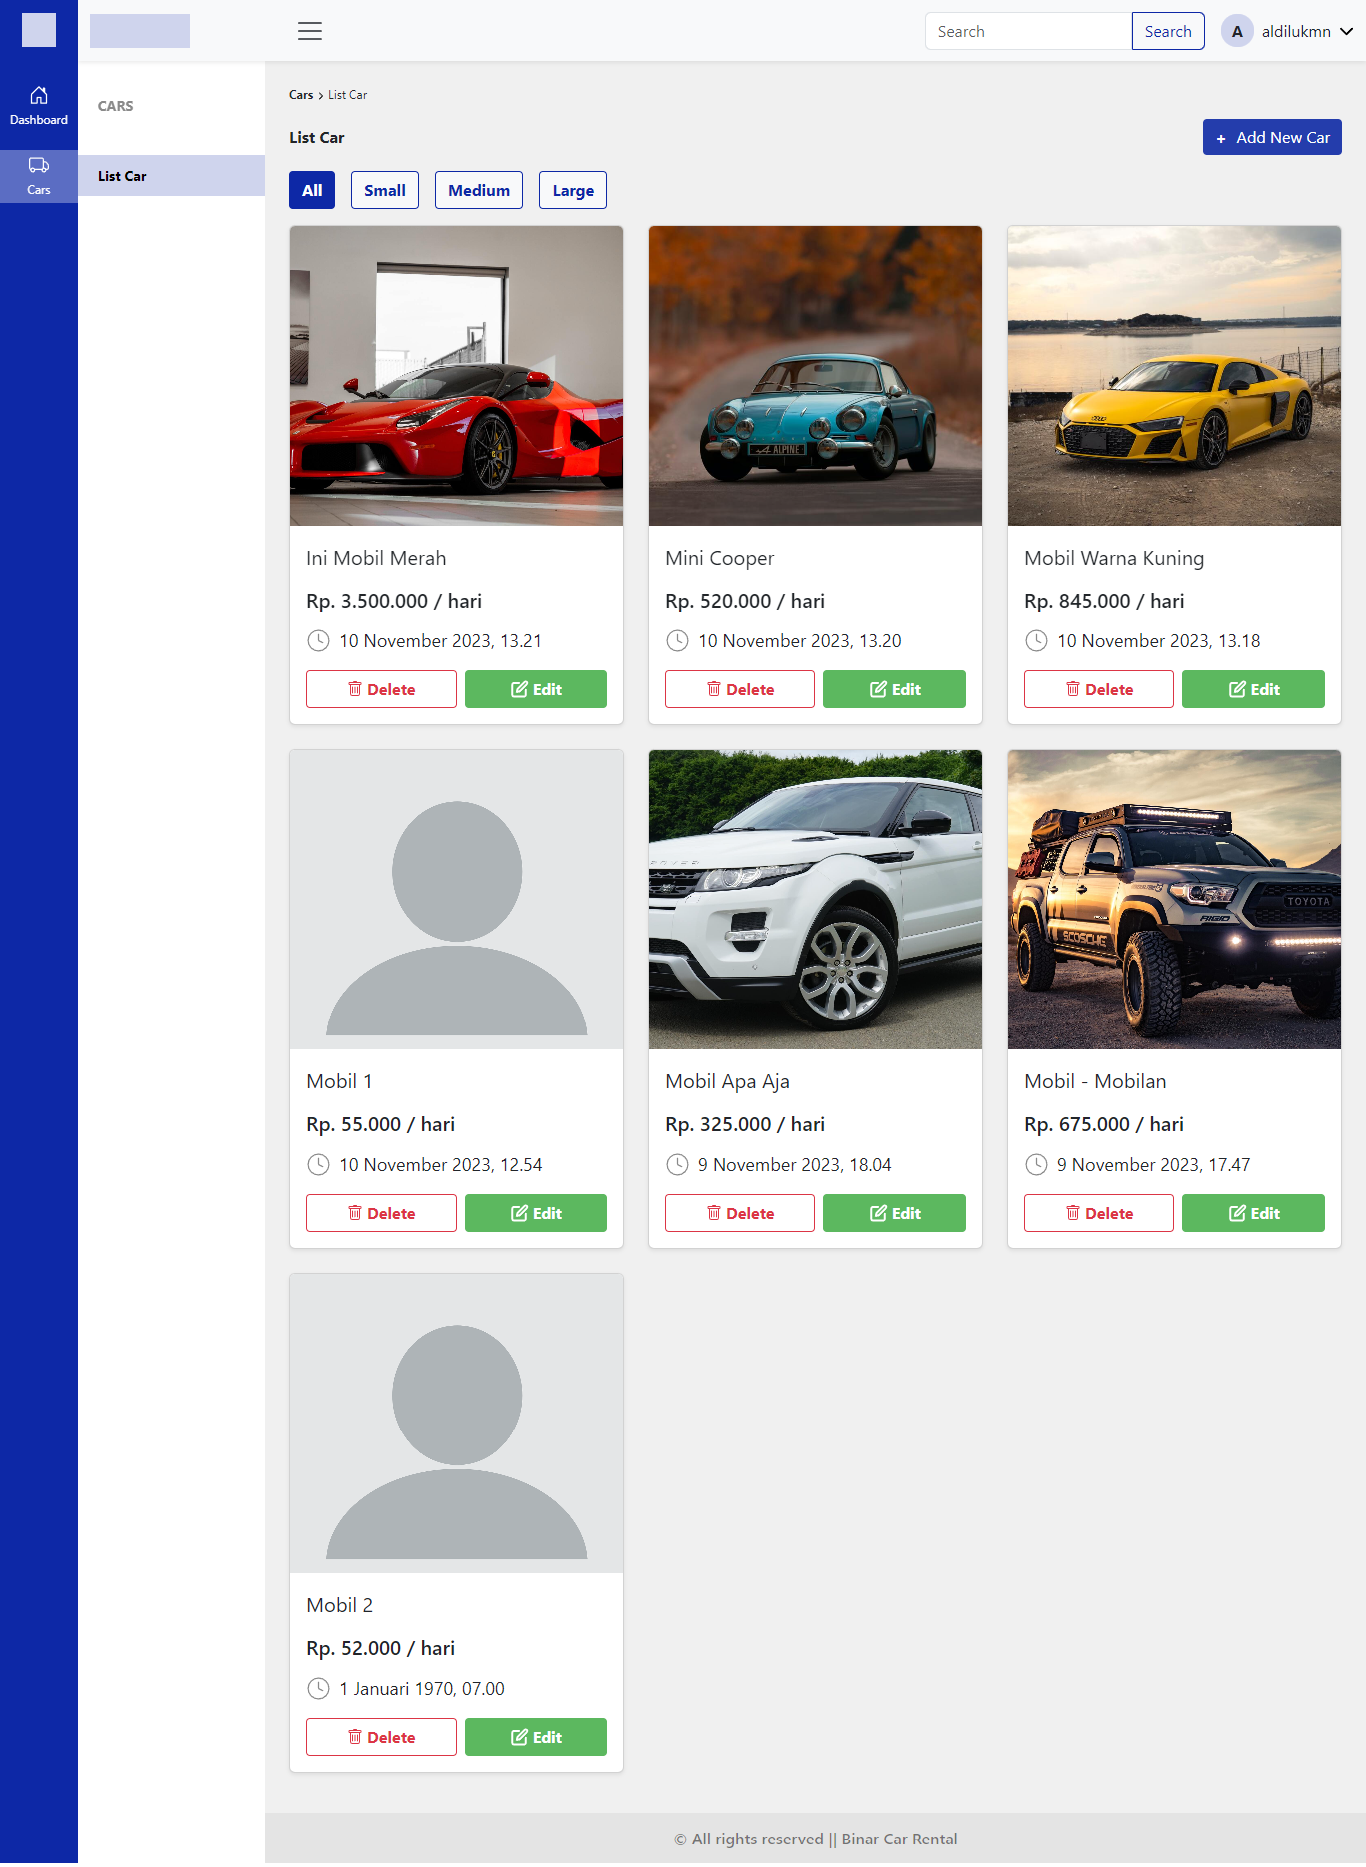 Search
Search
A
aldilukmn
Dashboard
Cars
CARS
List Car
Cars › List Car
List Car
+ Add New Car
All
Small
Medium
Large
ALPINE
Ini Mobil Merah
Rp. 3.500.000 / hari
10 November 2023, 13.21
Delete
Edit
Mini Cooper
Rp. 520.000 / hari
10 November 2023, 13.20
Delete
Edit
Mobil Warna Kuning
Rp. 845.000 / hari
10 November 2023, 13.18
Delete
Edit
TOYOTA
RIGID
SCOSCHE
Mobil 1
Rp. 55.000 / hari
10 November 2023, 12.54
Delete
Edit
Mobil Apa Aja
Rp. 325.000 / hari
9 November 2023, 18.04
Delete
Edit
Mobil - Mobilan
Rp. 675.000 / hari
9 November 2023, 17.47
Delete
Edit
Mobil 2
Rp. 52.000 / hari
1 Januari 1970, 07.00
Delete
Edit
© All rights reserved || Binar Car Rental